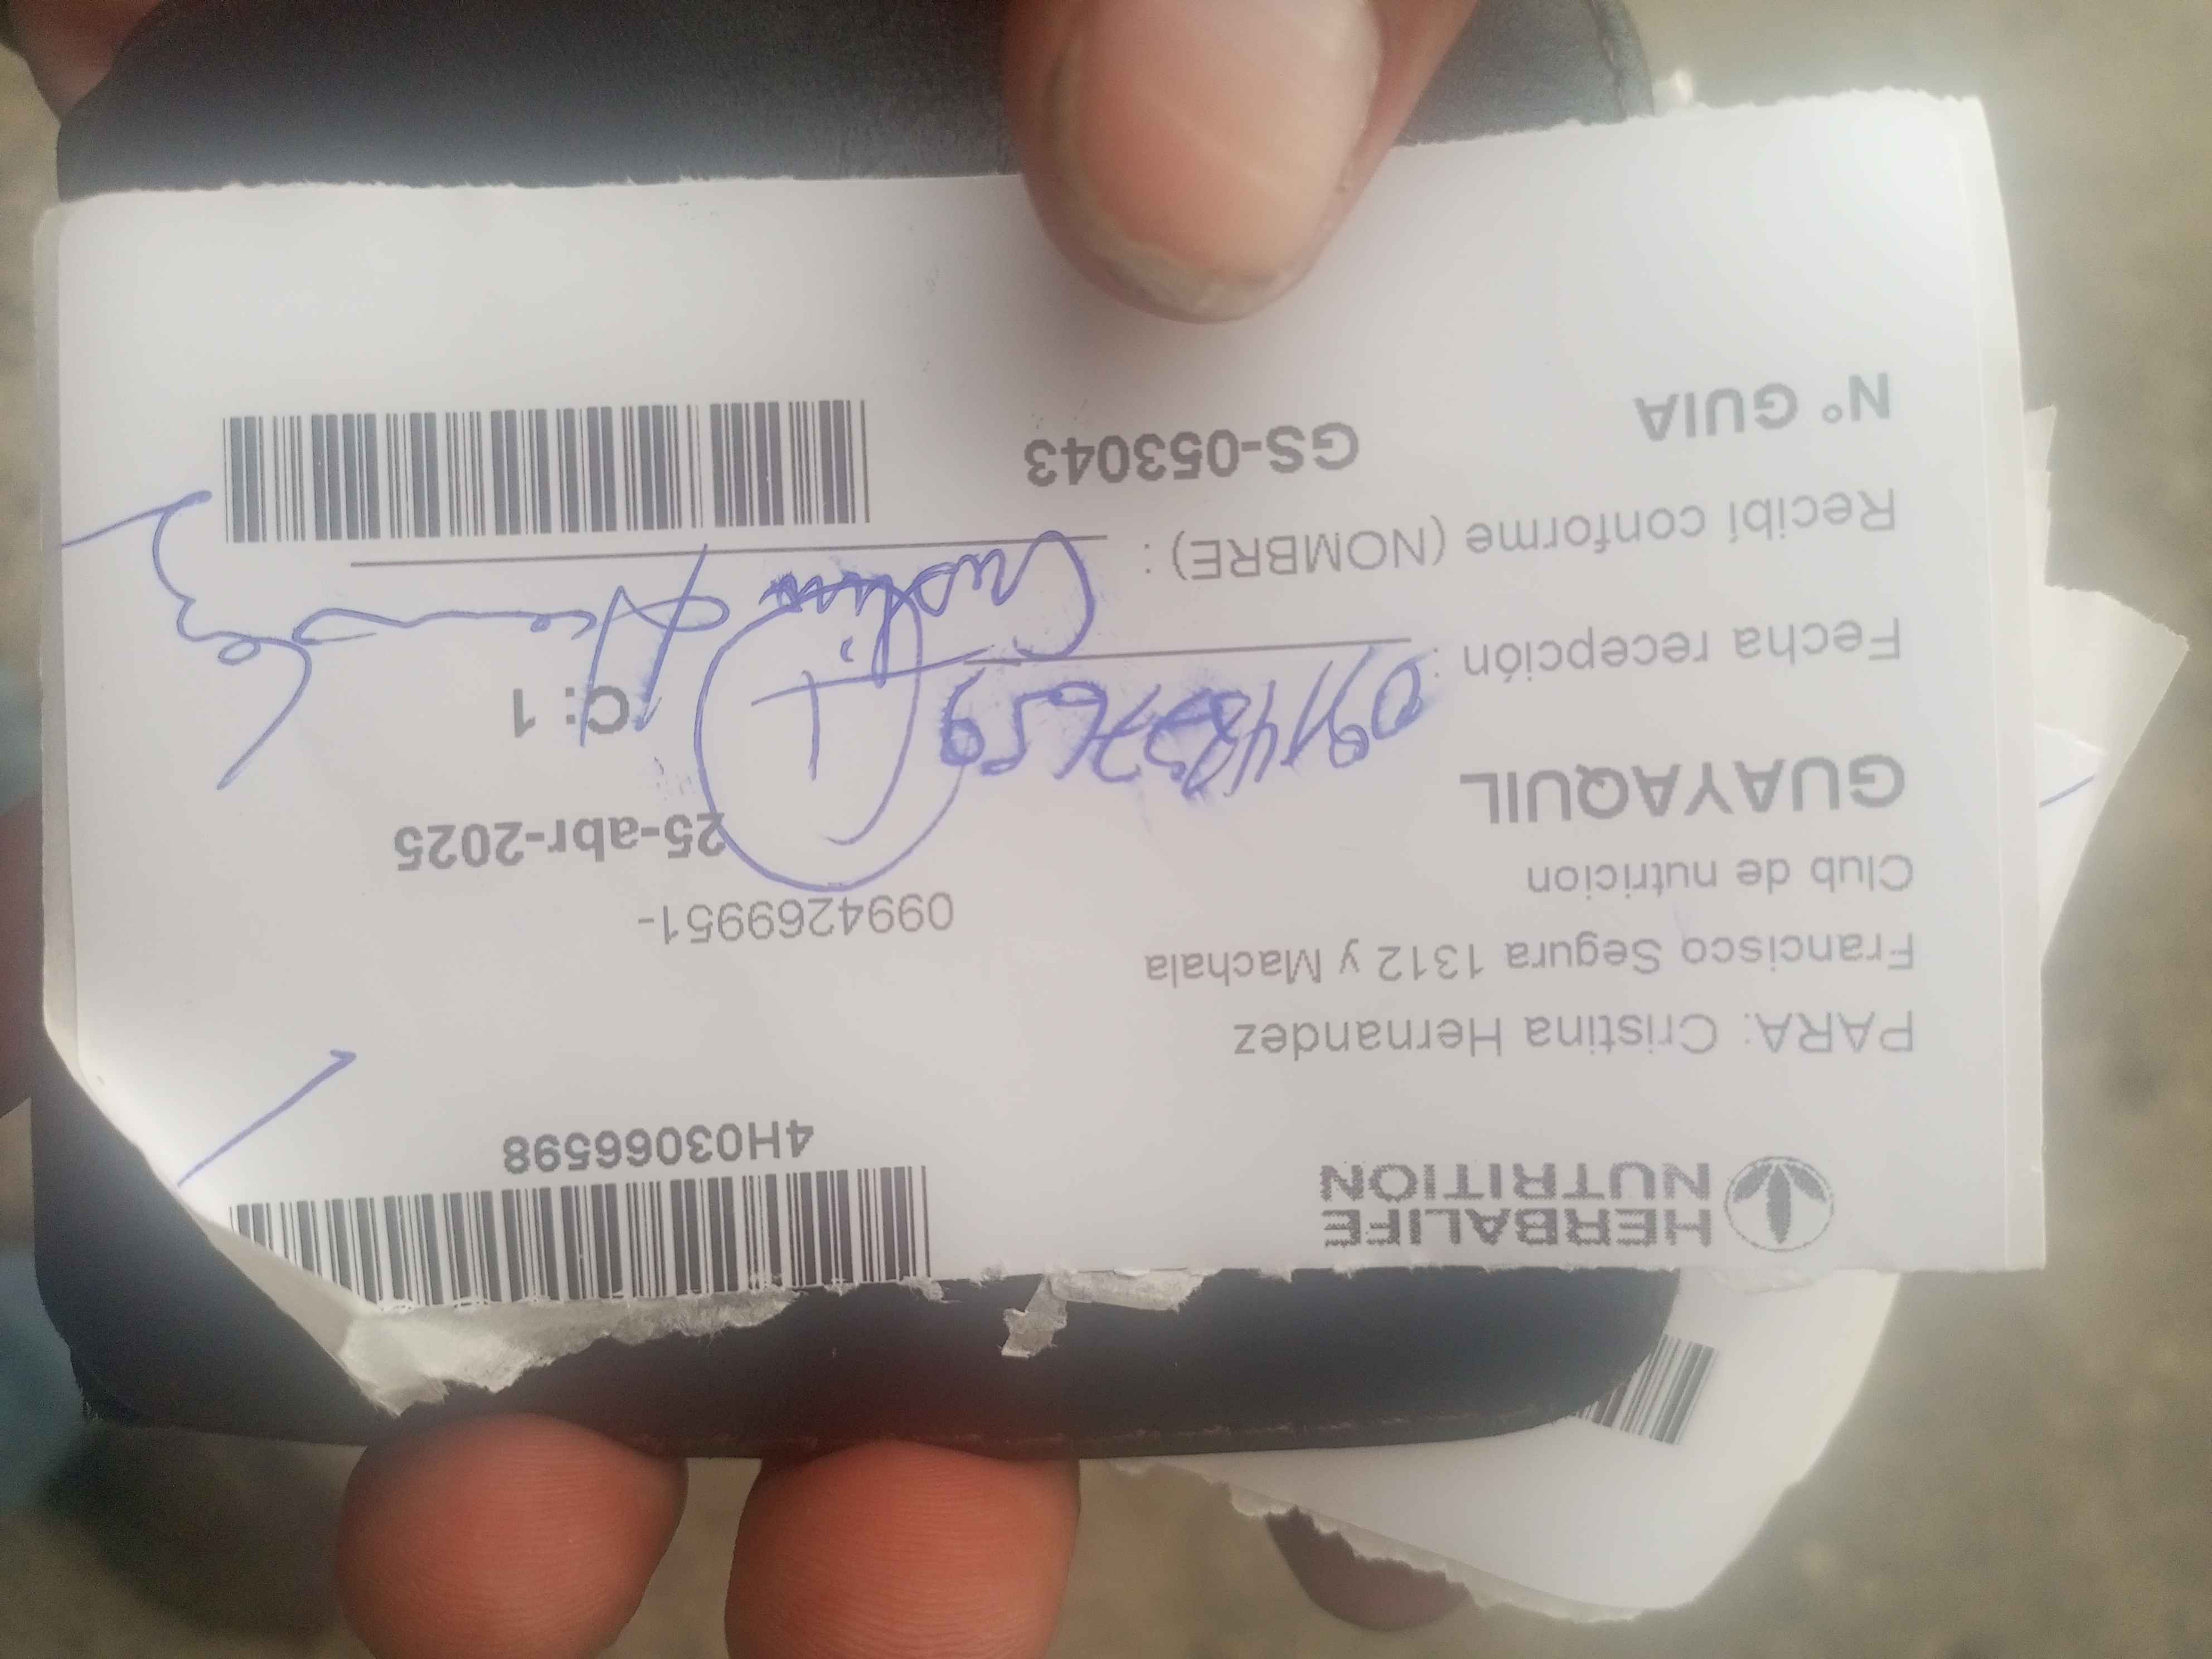 HERBALIFE
NUTRITION
4H03066598
PARA: Cristina Hernandez
Francisco Segura 1312 y Machala
Club de nutricion
0994269951-
GUAYAQUIL
25-abr-2025
C: 1
Fecha recepción :
Recibí conforme (NOMBRE) :
Cristina
N° GUIA
GS-053043